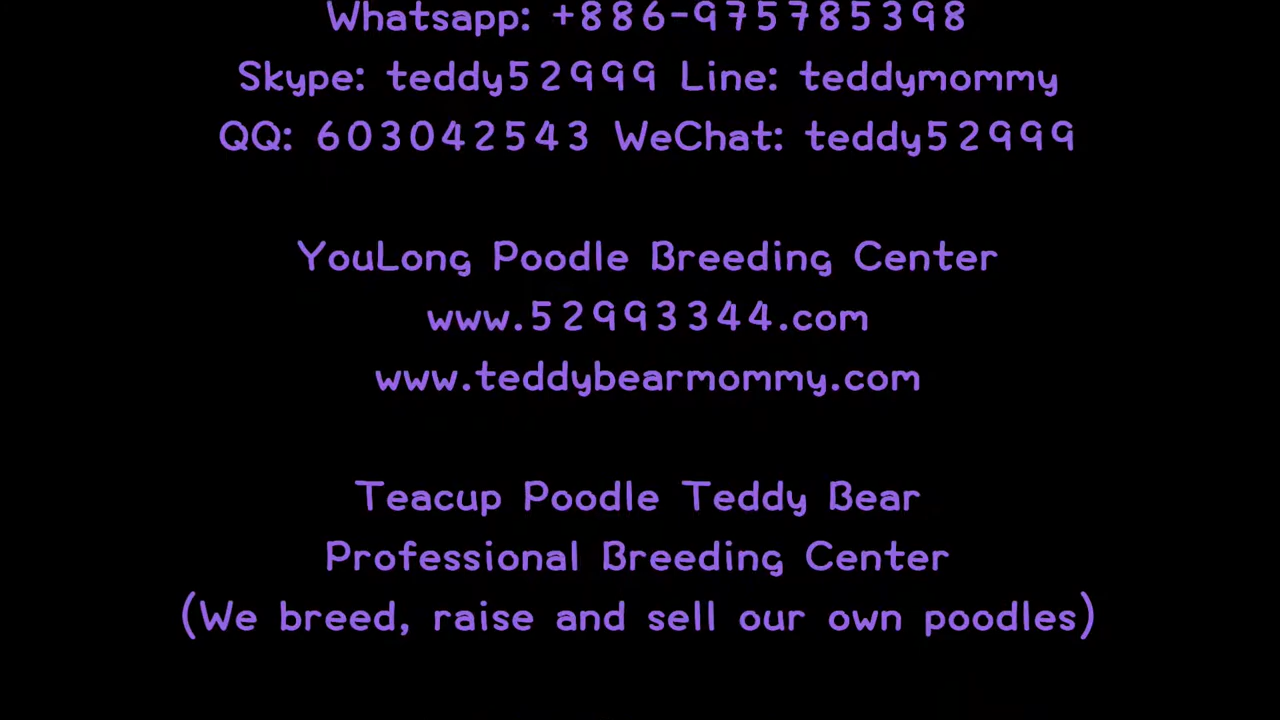 Whatsapp: +886-975785398
Skype: teddy52999 Line: teddymommy
QQ: 603042543 WeChat: teddy52999
YouLong Poodle Breeding Center
www.52993344.com
www.teddybearmommy.com
Teacup Poodle Teddy Bear
Professional Breeding Center
(We breed, raise and sell our own poodles)